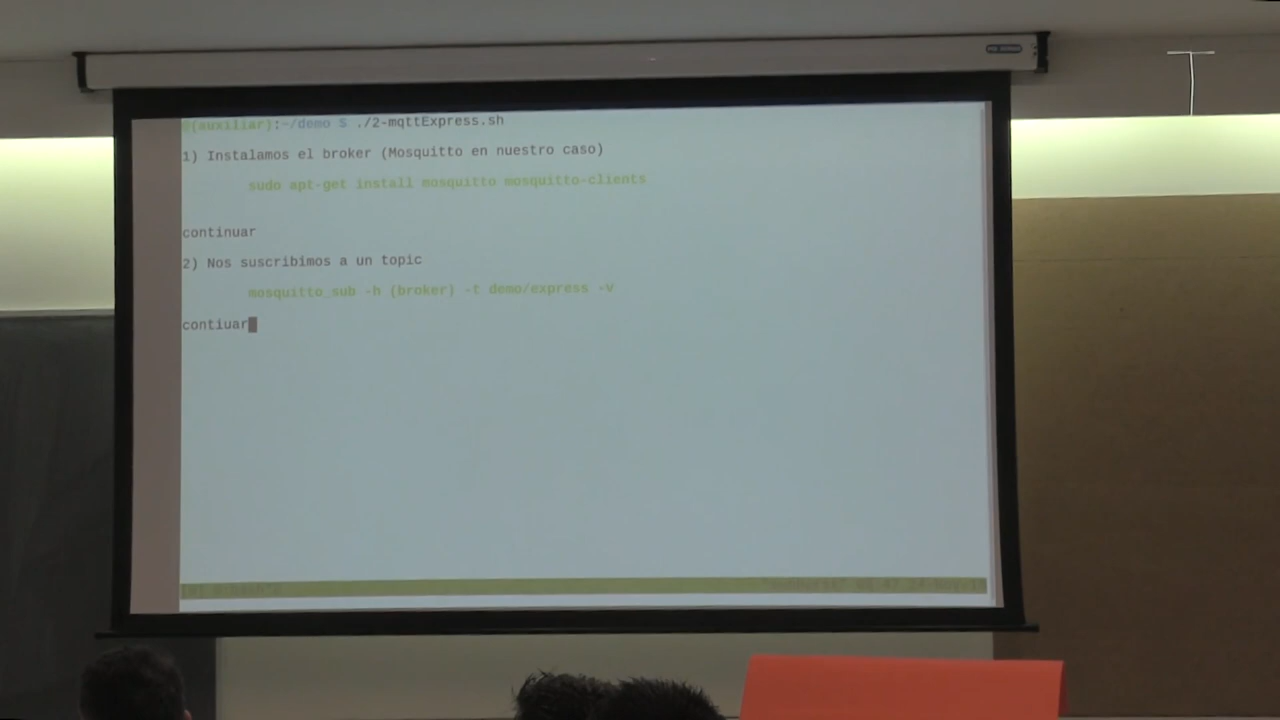 @(auxiliar):~/demo $ ./2-mqttExpress.sh
1) Instalamos el broker (Mosquitto en nuestro caso)
sudo apt-get install mosquitto mosquitto-clients
continuar
2) Nos suscribimos a un topic
mosquitto_sub -h (broker) -t demo/express -v
contiuar